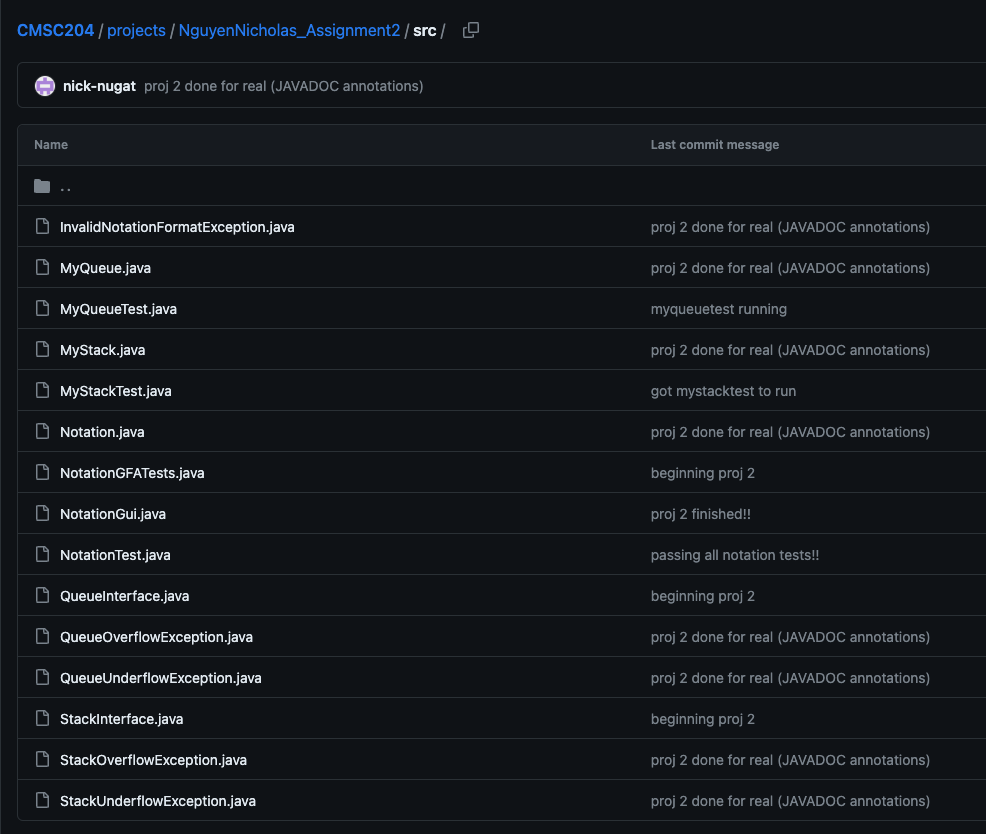 CMSC204 / projects / NguyenNicholas_Assignment2 / src /
nick-nugat proj 2 done for real (JAVADOC annotations)
Name Last commit message
..
InvalidNotationFormatException.java proj 2 done for real (JAVADOC annotations)
MyQueue.java proj 2 done for real (JAVADOC annotations)
MyQueueTest.java myqueuetest running
MyStack.java proj 2 done for real (JAVADOC annotations)
MyStackTest.java got mystacktest to run
Notation.java proj 2 done for real (JAVADOC annotations)
NotationGFATests.java beginning proj 2
NotationGui.java proj 2 finished!!
NotationTest.java passing all notation tests!!
QueueInterface.java beginning proj 2
QueueOverflowException.java proj 2 done for real (JAVADOC annotations)
QueueUnderflowException.java proj 2 done for real (JAVADOC annotations)
StackInterface.java beginning proj 2
StackOverflowException.java proj 2 done for real (JAVADOC annotations)
StackUnderflowException.java proj 2 done for real (JAVADOC annotations)